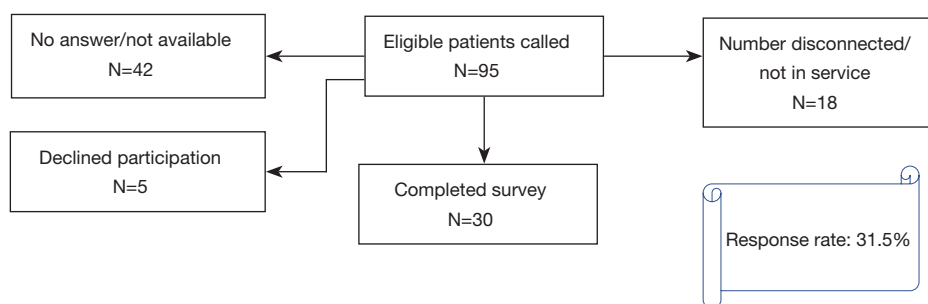 No answer/not available
N=42
Eligible patients called
N=95
Number disconnected/
not in service
N=18
Declined participation
N=5
Completed survey
N=30
Response rate: 31.5%